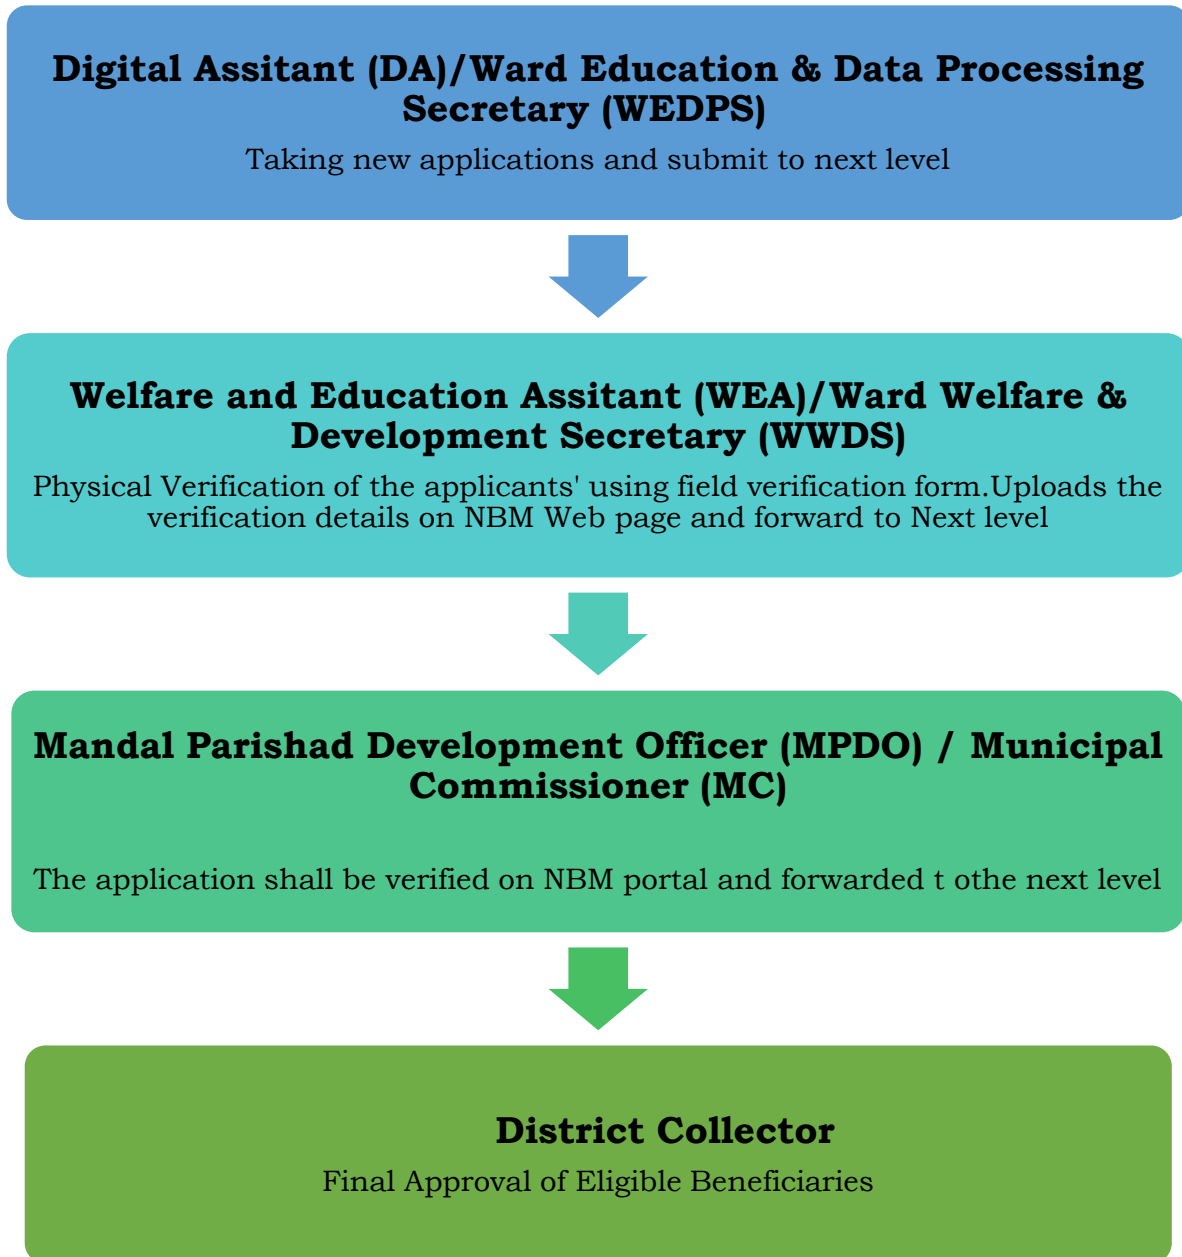 Digital Assitant (DA)/Ward Education & Data Processing
Secretary (WEDPS)
Taking new applications and submit to next level
Welfare and Education Assitant (WEA)/Ward Welfare &
Development Secretary (WWDS)
Physical Verification of the applicants' using field verification form.Uploads the
verification details on NBM Web page and forward to Next level
Mandal Parishad Development Officer (MPDO) / Municipal
Commissioner (MC)
The application shall be verified on NBM portal and forwarded t othe next level
District Collector
Final Approval of Eligible Beneficiaries